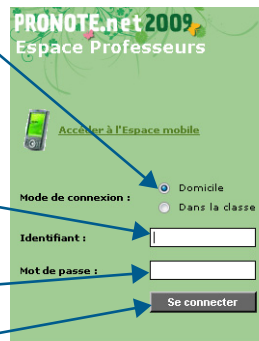 PRONOTE.net 2009
Espace Professeurs
Accéder à l'Espace mobile
Mode de connexion :
Domicile
Dans la classe
Identifiant :
Mot de passe :
Se connecter